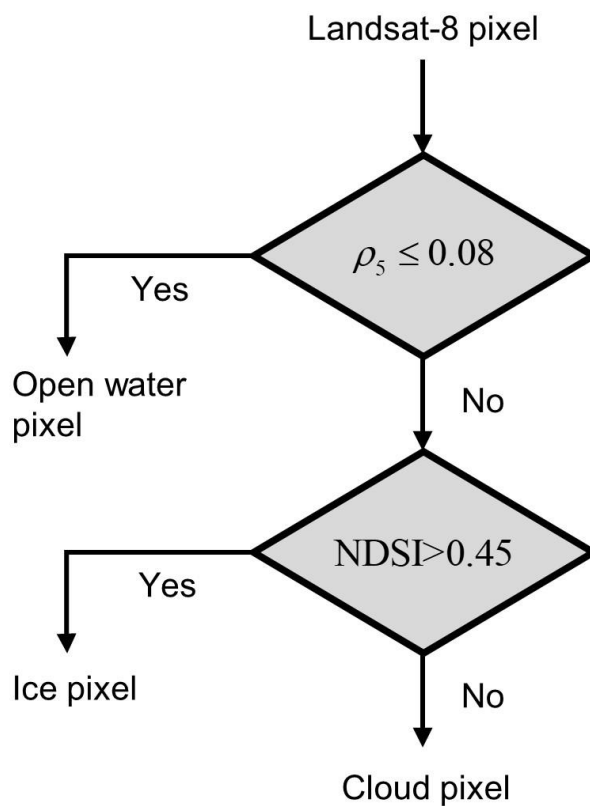 Landsat-8 pixel
ρ₅ ≤ 0.08
Yes
Open water
pixel
No
NDSI>0.45
Yes
Ice pixel
No
Cloud pixel